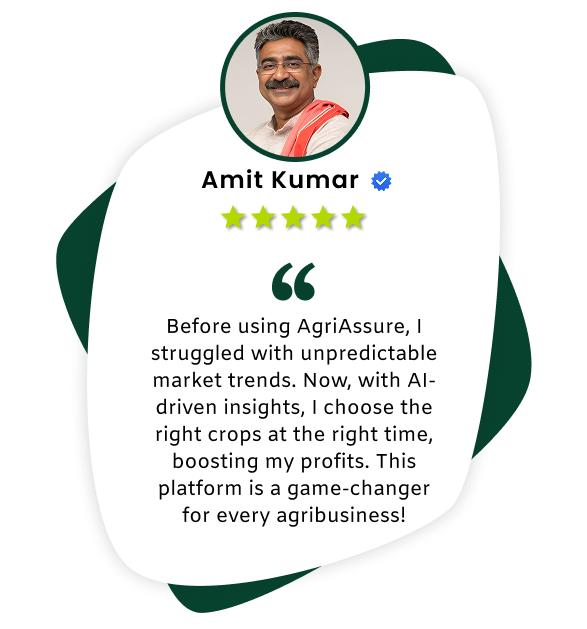 Amit Kumar
“
Before using AgriAssure, I
struggled with unpredictable
market trends. Now, with AI-
driven insights, I choose the
right crops at the right time,
boosting my profits. This
platform is a game-changer
for every agribusiness!